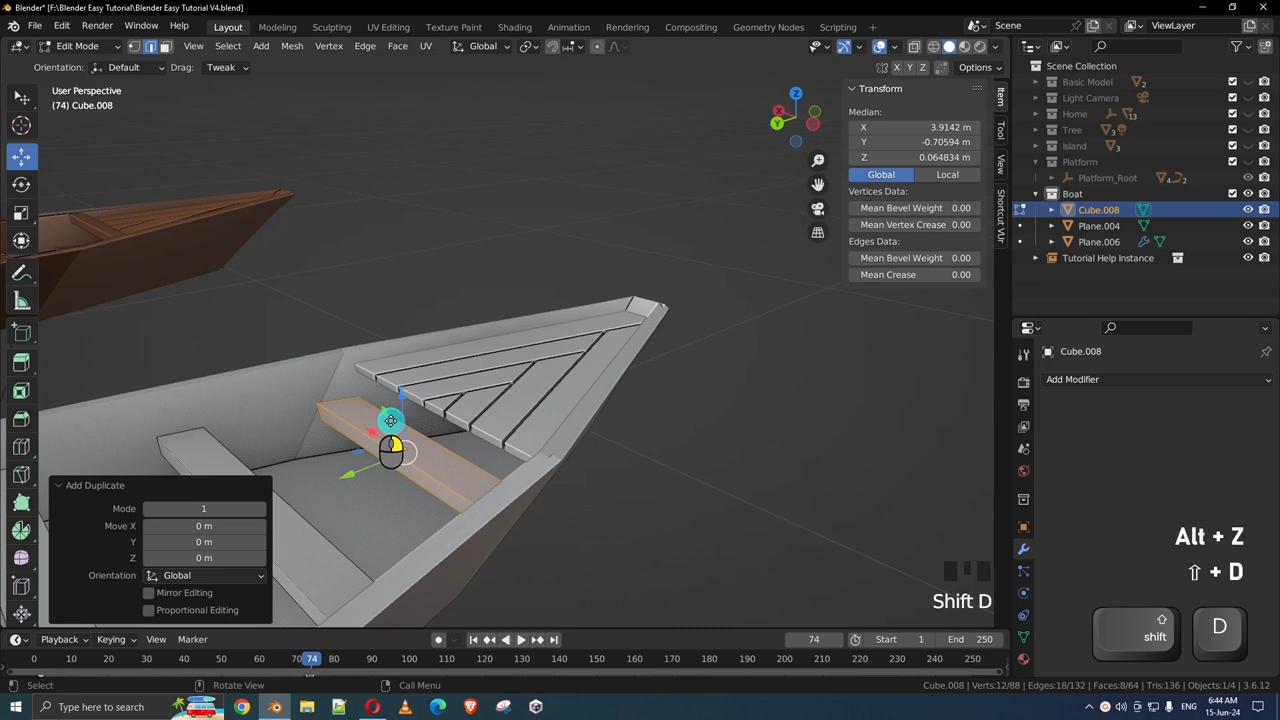 Blender* [F:\Blender Easy Tutorial\Blender Easy Tutorial V4.blend]
File Edit Render Window Help Layout Modeling Sculpting UV Editing Texture Paint Shading Animation Rendering Compositing Geometry Nodes Scene ViewLayer
Edit Mode View Select Add Mesh Vertex Edge Face UV Global
Orientation: Default Drag: Tweak X Y Z Options
User Perspective
(74) Cube.008
Z
X
Y
Transform
Median:
X 3.9142 m
Y -0.70594 m
Z 0.064834 m
Global Local
Vertices Data:
Mean Bevel Weight 0.00
Mean Vertex Crease 0.00
Edges Data:
Mean Bevel Weight 0.00
Mean Crease 0.00
Item
Tool
View
Shortcut VUr
Scene Collection
Basic Model 2
Light Camera
Home 13
Tree 3
Island 3
Platform
Platform_Root 4 2
Boat
Cube.008
Plane.004
Plane.006
Tutorial Help Instance
Cube.008
Add Modifier
Add Duplicate
Mode 1
Move X 0 m
Y 0 m
Z 0 m
Orientation Global
Mirror Editing
Proportional Editing
Shift D
Alt + Z
⇧ + D
shift D
Playback Keying View Marker 74 Start 1 End 250
0 10 20 30 40 50 60 70 74 80 90 100 110 120 130 140 150 160 170 180 190 200 210 220 230 240 250
Select Rotate View Call Menu Cube.008 | Verts:12/88 | Edges:18/132 | Faces:8/64 | Tris:136 | Objects:1/4 | 3.6.12
Type here to search 6:44 AM
15-Jun-24